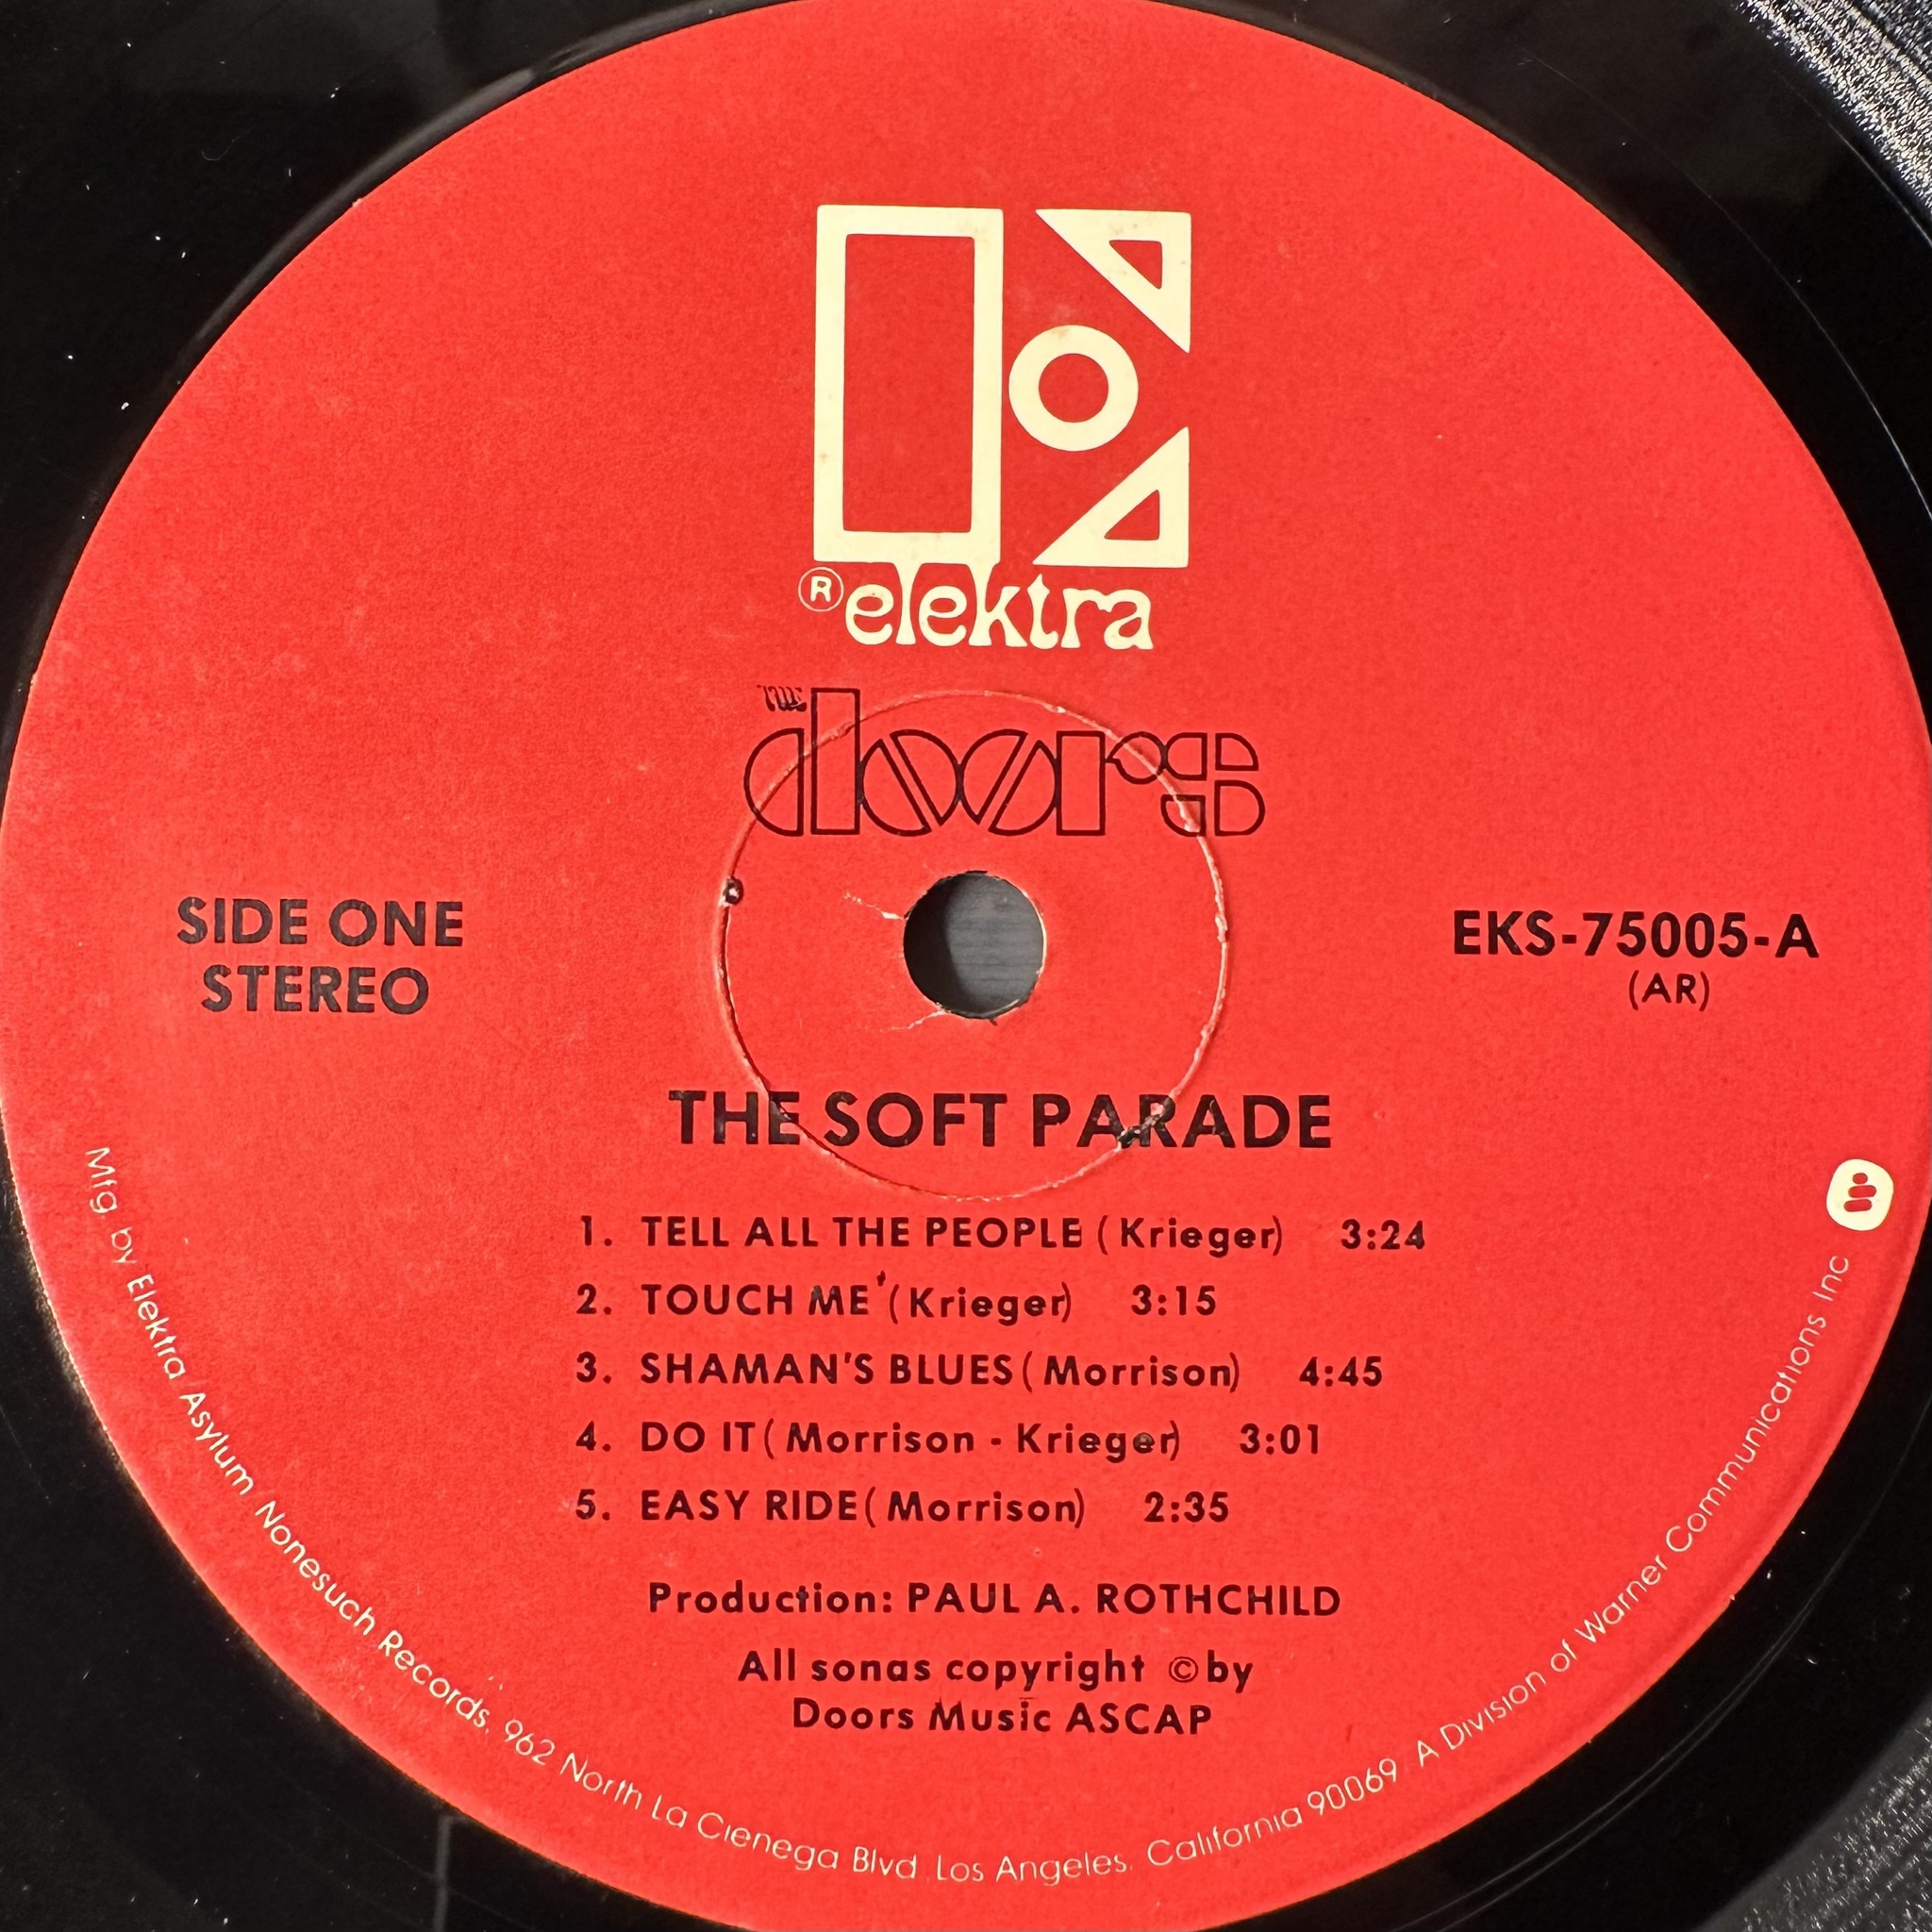 ® elektra
THE
doors
SIDE ONE
STEREO
EKS-75005-A
(AR)
THE SOFT PARADE
1. TELL ALL THE PEOPLE (Krieger) 3:24
2. TOUCH ME (Krieger) 3:15
3. SHAMAN'S BLUES (Morrison) 4:45
4. DO IT (Morrison - Krieger) 3:01
5. EASY RIDE (Morrison) 2:35
Production: PAUL A. ROTHCHILD
All songs copyright © by
Doors Music ASCAP
Mfg. by Elektra Asylum Nonesuch Records. 962 North La Cienega Blvd Los Angeles. California 90069 A Division of Warner Communications Inc